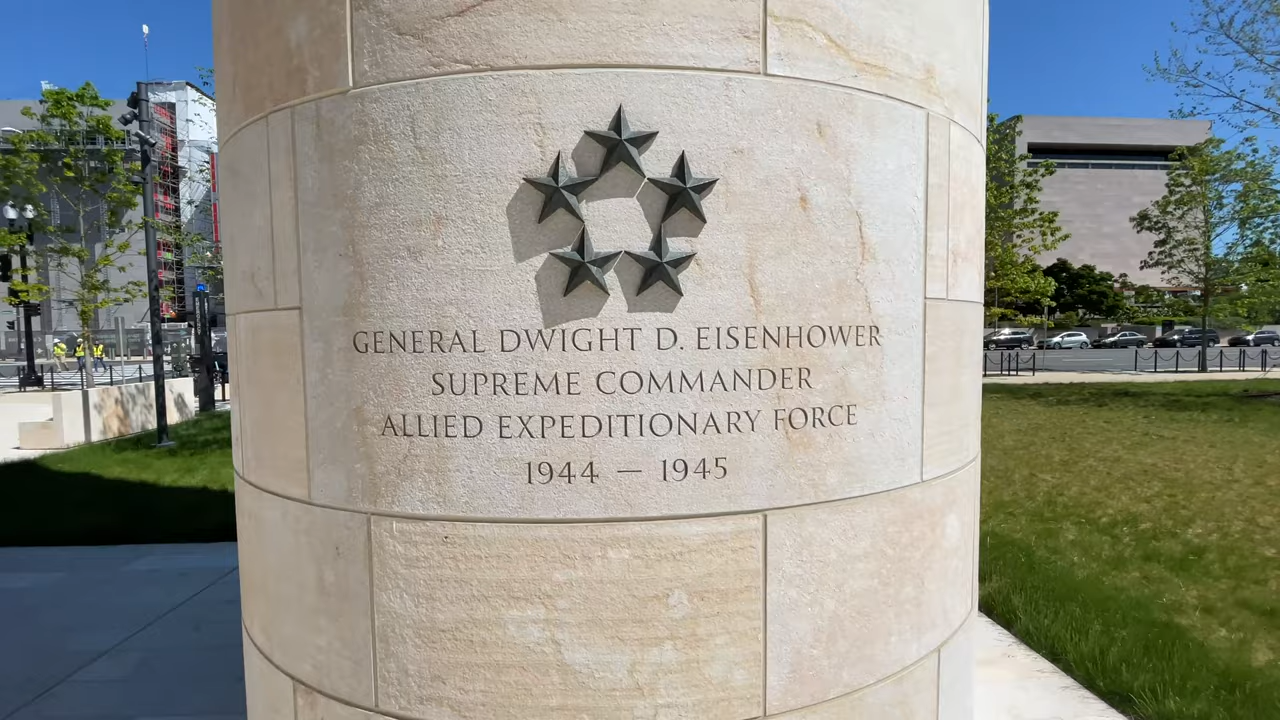 GENERAL DWIGHT D. EISENHOWER
SUPREME COMMANDER
ALLIED EXPEDITIONARY FORCE
1944 — 1945